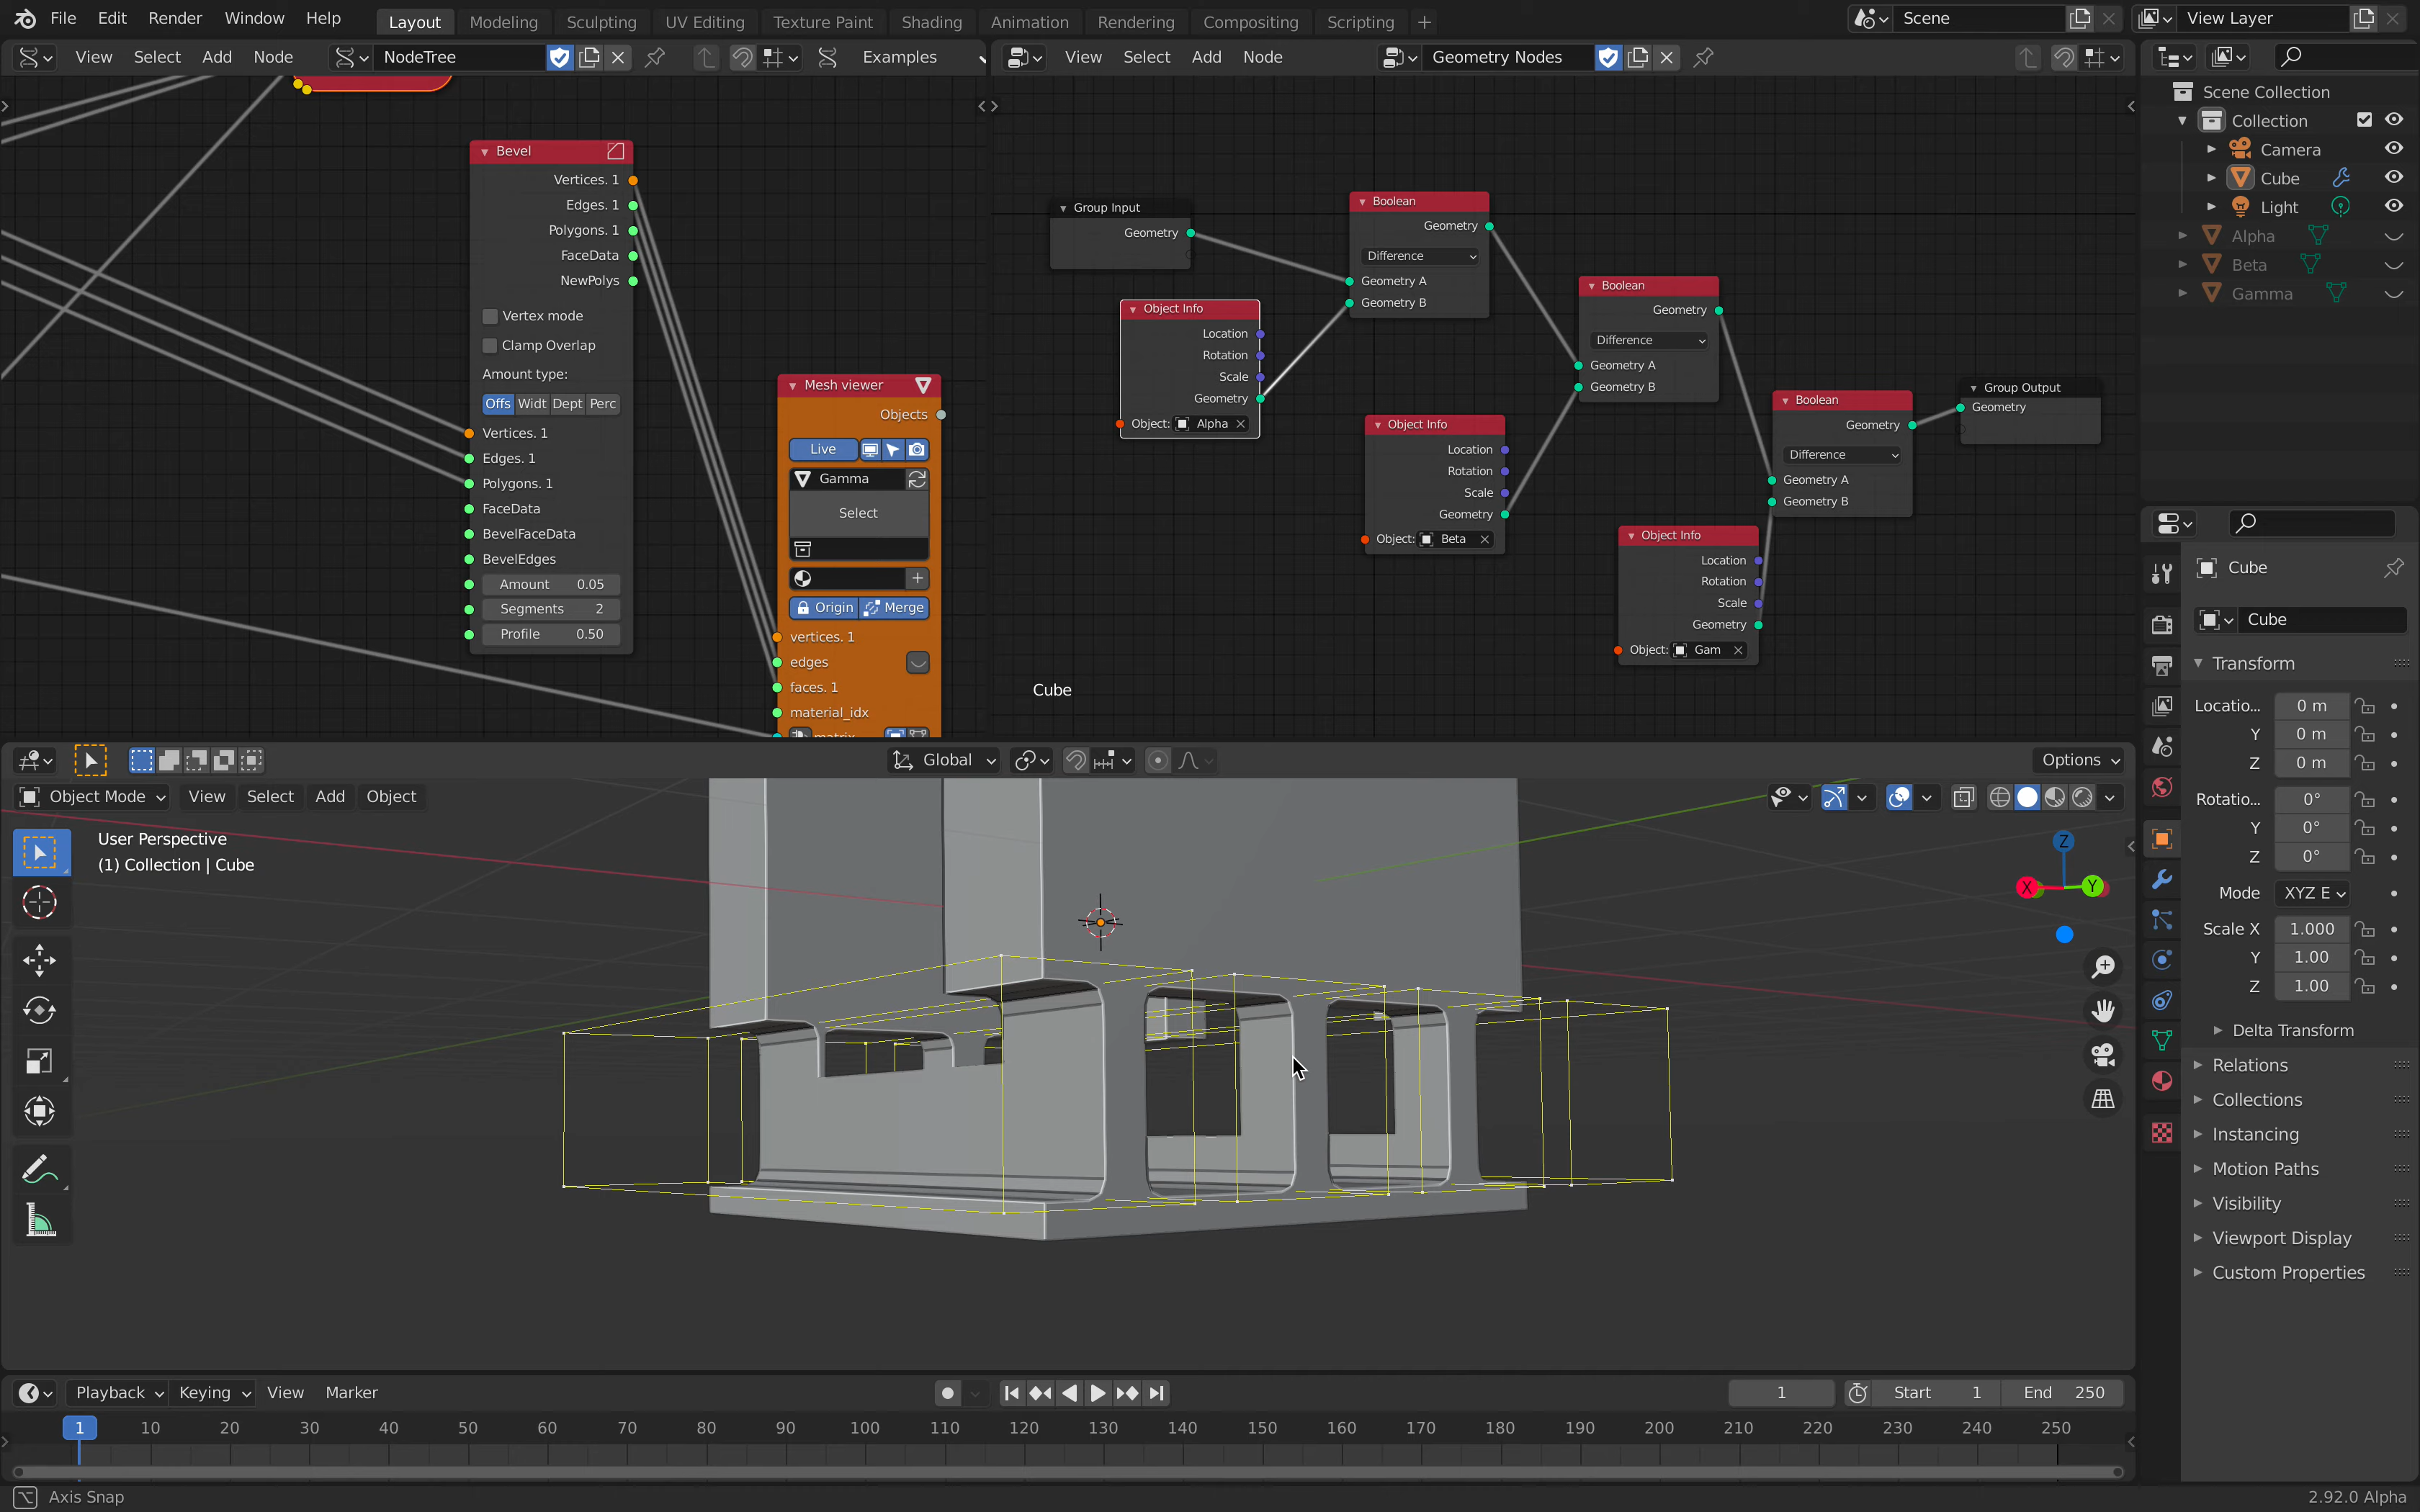 File Edit Render Window Help Layout Modeling Sculpting UV Editing Texture Paint Shading Animation Rendering Compositing Scripting + Scene View Layer
View Select Add Node NodeTree Examples
View Select Add Node Geometry Nodes
Bevel
Vertices. 1
Edges. 1
Polygons. 1
FaceData
NewPolys
Vertex mode
Clamp Overlap
Amount type:
Offs Widt Dept Perc
Vertices. 1
Edges. 1
Polygons. 1
FaceData
BevelFaceData
BevelEdges
Amount 0.05
Segments 2
Profile 0.50
Mesh viewer
Objects
Live
Gamma
Select
Origin Merge
vertices. 1
edges
faces. 1
material_idx
matrix
Group Input
Geometry
Object Info
Location
Rotation
Scale
Geometry
Object: Alpha
Boolean
Geometry
Difference
Geometry A
Geometry B
Object Info
Location
Rotation
Scale
Geometry
Object: Beta
Boolean
Geometry
Difference
Geometry A
Geometry B
Object Info
Location
Rotation
Scale
Geometry
Object: Gam
Boolean
Geometry
Difference
Geometry A
Geometry B
Group Output
Geometry
Cube
Scene Collection
Collection
Camera
Cube
Light
Alpha
Beta
Gamma
Cube
Cube
Transform
Locatio... 0 m
Y 0 m
Z 0 m
Rotatio... 0°
Y 0°
Z 0°
Mode XYZ E
Scale X 1.000
Y 1.00
Z 1.00
Delta Transform
Relations
Collections
Instancing
Motion Paths
Visibility
Viewport Display
Custom Properties
Global Options
Object Mode View Select Add Object
User Perspective
(1) Collection | Cube
Z
X Y
Playback Keying View Marker 1 Start 1 End 250
1 10 20 30 40 50 60 70 80 90 100 110 120 130 140 150 160 170 180 190 200 210 220 230 240 250
Axis Snap 2.92.0 Alpha